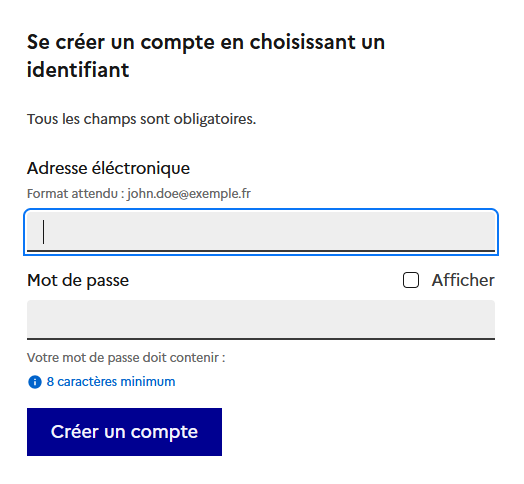 Se créer un compte en choisissant un
identifiant
Tous les champs sont obligatoires.
Adresse éléctronique
Format attendu : john.doe@exemple.fr
Mot de passe
Afficher
Votre mot de passe doit contenir :
8 caractères minimum
Créer un compte